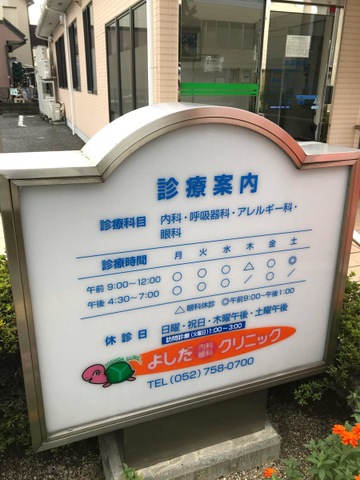 診療案内
診療科目 内科・呼吸器科・アレルギー科・
眼科
診療時間 月 火 水 木 金 土
午前 9:00~12:00 ○ ○ ○ △ ○ ◎
午後 4:30~7:00 ○ ○ ○ / ○ /
△眼科休診 ◎午前9:00~午後1:00
休診日 日曜・祝日・木曜午後・土曜午後
訪問診療(火曜日)1:00~3:00
YOSHIDA CLINIC
よしだ 内科 眼科 クリニック
TEL (052) 758-0700